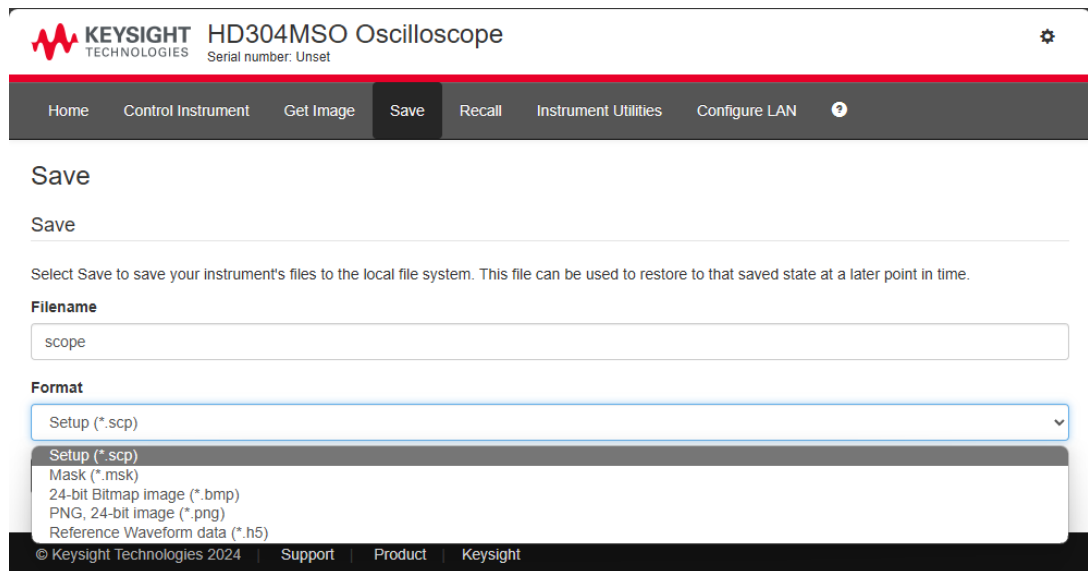 KEYSIGHT
TECHNOLOGIES
HD304MSO Oscilloscope
Serial number: Unset
Home Control Instrument Get Image Save Recall Instrument Utilities Configure LAN ?
Save
Save
Select Save to save your instrument's files to the local file system. This file can be used to restore to that saved state at a later point in time.
Filename
scope
Format
Setup (*.scp)
Setup (*.scp)
Mask (*.msk)
24-bit Bitmap image (*.bmp)
PNG, 24-bit image (*.png)
Reference Waveform data (*.h5)
© Keysight Technologies 2024 | Support | Product | Keysight